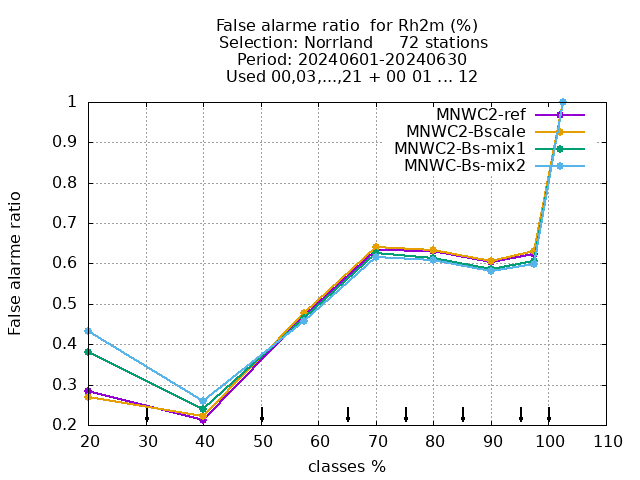 False alarme ratio  for Rh2m (%)
Selection: Norrland     72 stations
Period: 20240601-20240630
Used 00,03,...,21 + 00 01 ... 12
MNWC2-ref
MNWC2-Bscale
MNWC2-Bs-mix1
MNWC-Bs-mix2
False alarme ratio
1
0.9
0.8
0.7
0.6
0.5
0.4
0.3
0.2
20 30 40 50 60 70 80 90 100 110
classes %